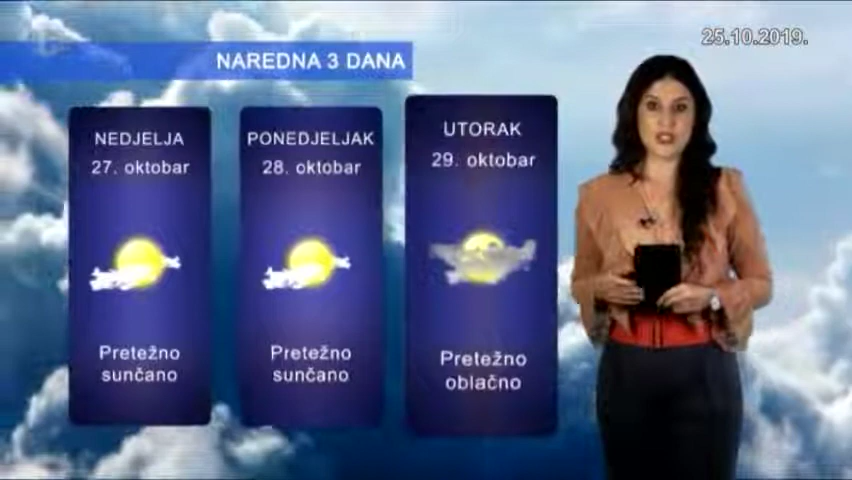 25.10.2019.
NAREDNA 3 DANA
NEDJELJA
27. oktobar
Pretežno
sunčano
PONEDJELJAK
28. oktobar
Pretežno
sunčano
UTORAK
29. oktobar
Pretežno
oblačno